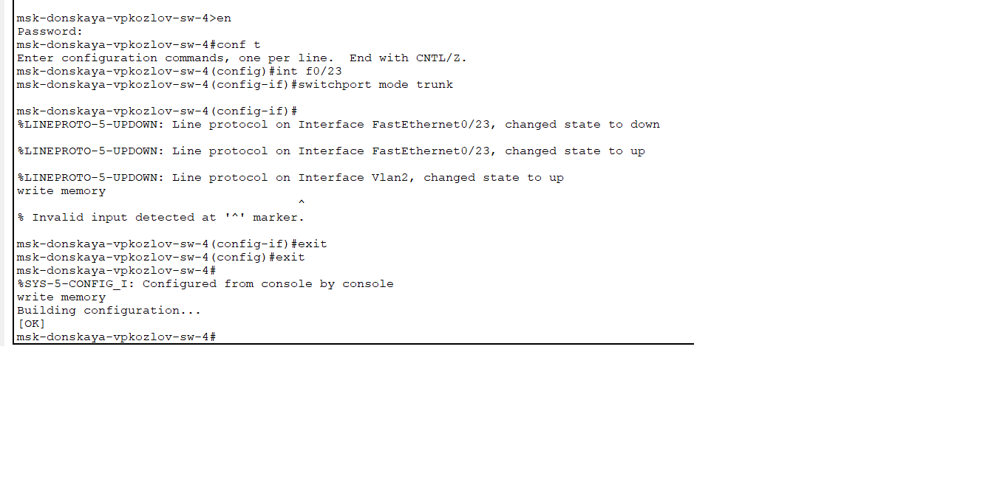 msk-donskaya-vpkozlov-sw-4>en
Password:
msk-donskaya-vpkozlov-sw-4#conf t
Enter configuration commands, one per line.  End with CNTL/Z.
msk-donskaya-vpkozlov-sw-4(config)#int f0/23
msk-donskaya-vpkozlov-sw-4(config-if)#switchport mode trunk
msk-donskaya-vpkozlov-sw-4(config-if)#
%LINEPROTO-5-UPDOWN: Line protocol on Interface FastEthernet0/23, changed state to down
%LINEPROTO-5-UPDOWN: Line protocol on Interface FastEthernet0/23, changed state to up
%LINEPROTO-5-UPDOWN: Line protocol on Interface Vlan2, changed state to up
write memory
^
% Invalid input detected at '^' marker.
msk-donskaya-vpkozlov-sw-4(config-if)#exit
msk-donskaya-vpkozlov-sw-4(config)#exit
msk-donskaya-vpkozlov-sw-4#
%SYS-5-CONFIG_I: Configured from console by console
write memory
Building configuration...
[OK]
msk-donskaya-vpkozlov-sw-4#